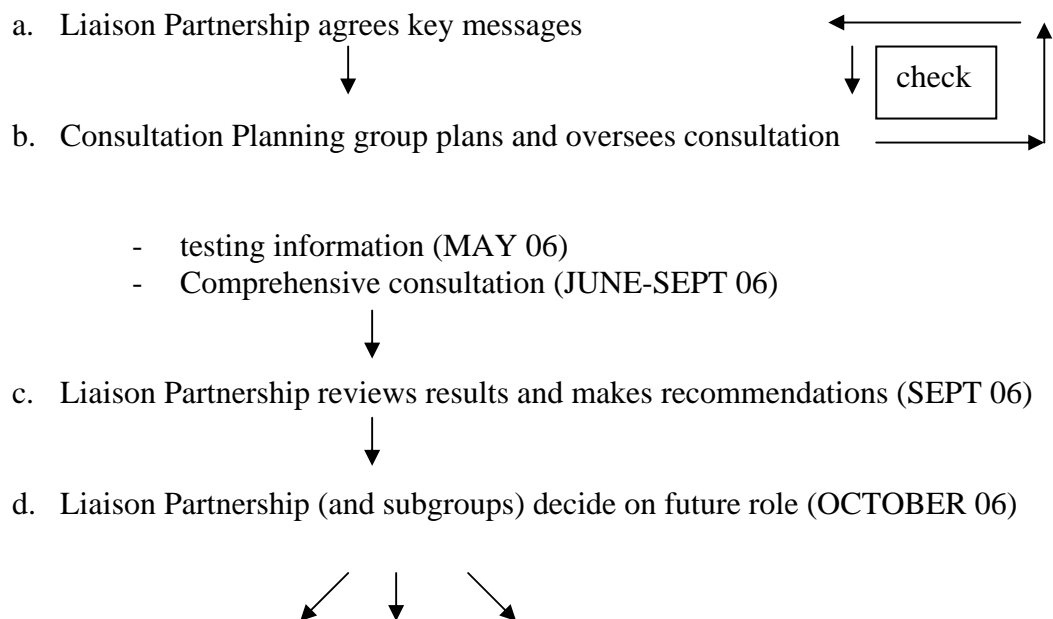 a. Liaison Partnership agrees key messages
check
b. Consultation Planning group plans and oversees consultation
- testing information (MAY 06)
- Comprehensive consultation (JUNE-SEPT 06)
c. Liaison Partnership reviews results and makes recommendations (SEPT 06)
d. Liaison Partnership (and subgroups) decide on future role (OCTOBER 06)